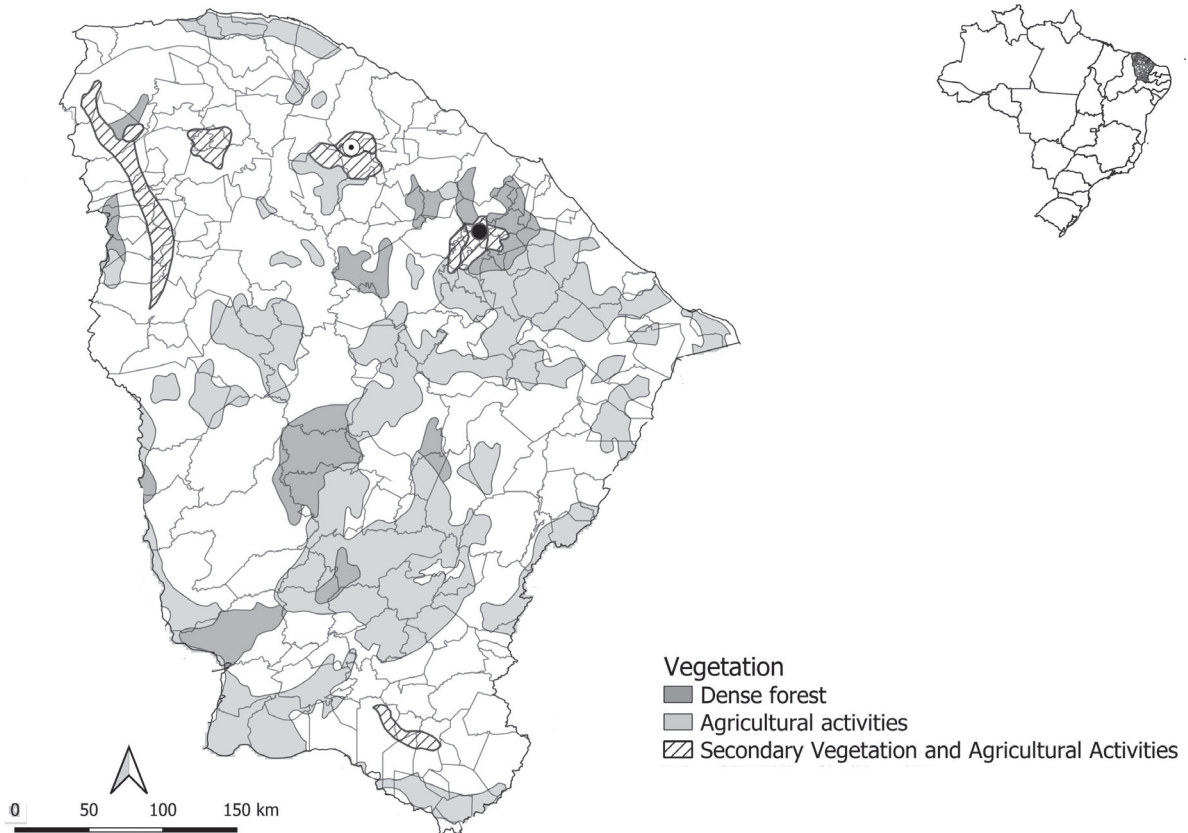 Vegetation
Dense forest
Agricultural activities
Secondary Vegetation and Agricultural Activities
0 50 100 150 km